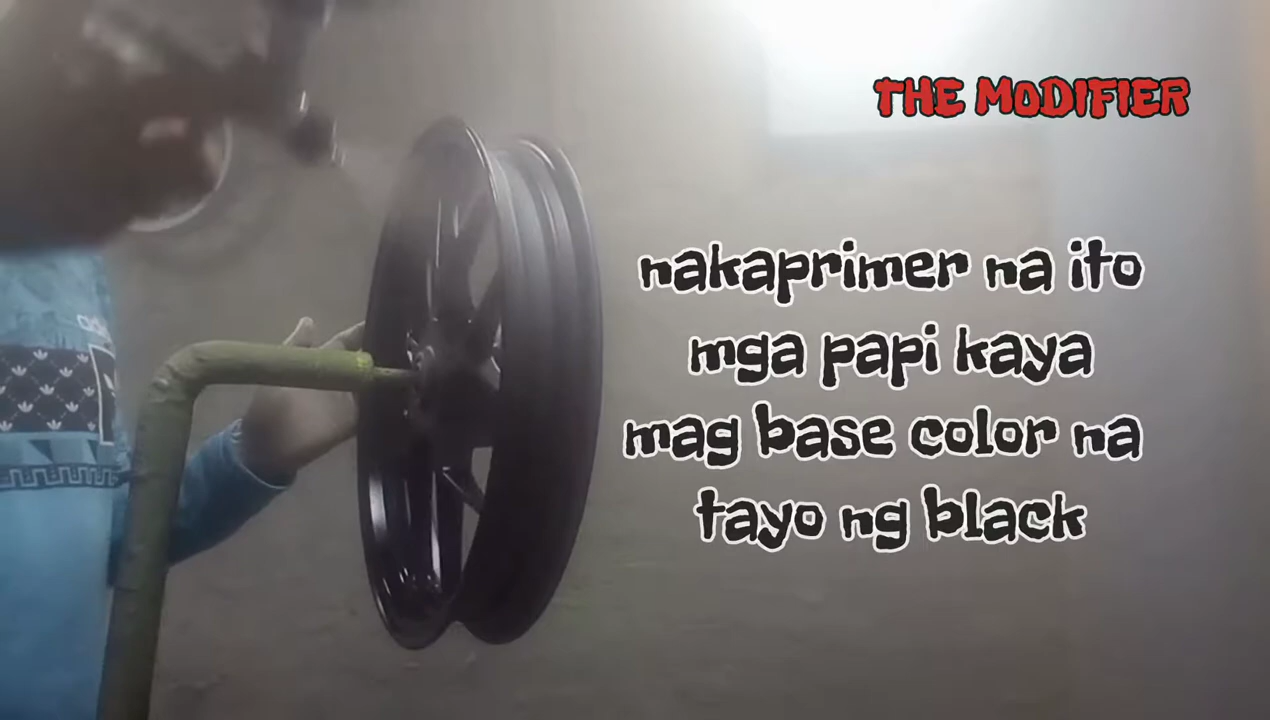 THE MODIFIER
nakaprimer na ito
mga papi kaya
mag base color na
tayo ng black